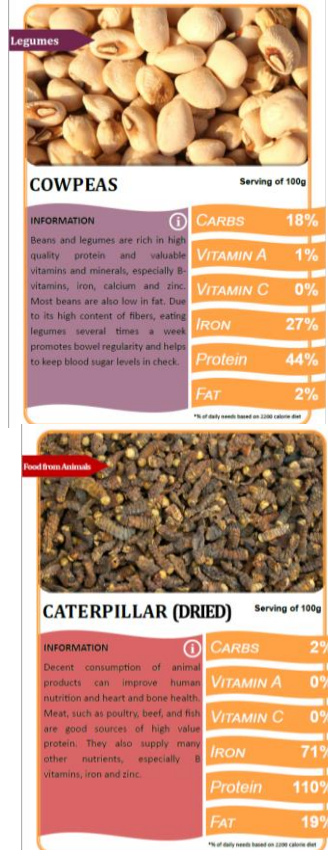 Legumes
COWPEAS
Serving of 100g
INFORMATION
Beans and legumes are rich in high
quality protein and valuable
vitamins and minerals, especially B-
vitamins, iron, calcium and zinc.
Most beans are also low in fat. Due
to its high content of fibers, eating
legumes several times a week
promotes bowel regularity and helps
to keep blood sugar levels in check.
CARBS 18%
VITAMIN A 1%
VITAMIN C 0%
IRON 27%
Protein 44%
FAT 2%
*% of daily needs based on 2200 calorie diet
Food from Animals
CATERPILLAR (DRIED)
Serving of 100g
INFORMATION
Decent consumption of animal
products can improve human
nutrition and heart and bone health.
Meat, such as poultry, beef, and fish
are good sources of high value
protein. They also supply many
other nutrients, especially B
vitamins, iron and zinc.
CARBS 2%
VITAMIN A 0%
VITAMIN C 0%
IRON 71%
Protein 110%
FAT 19%
*% of daily needs based on 2200 calorie diet